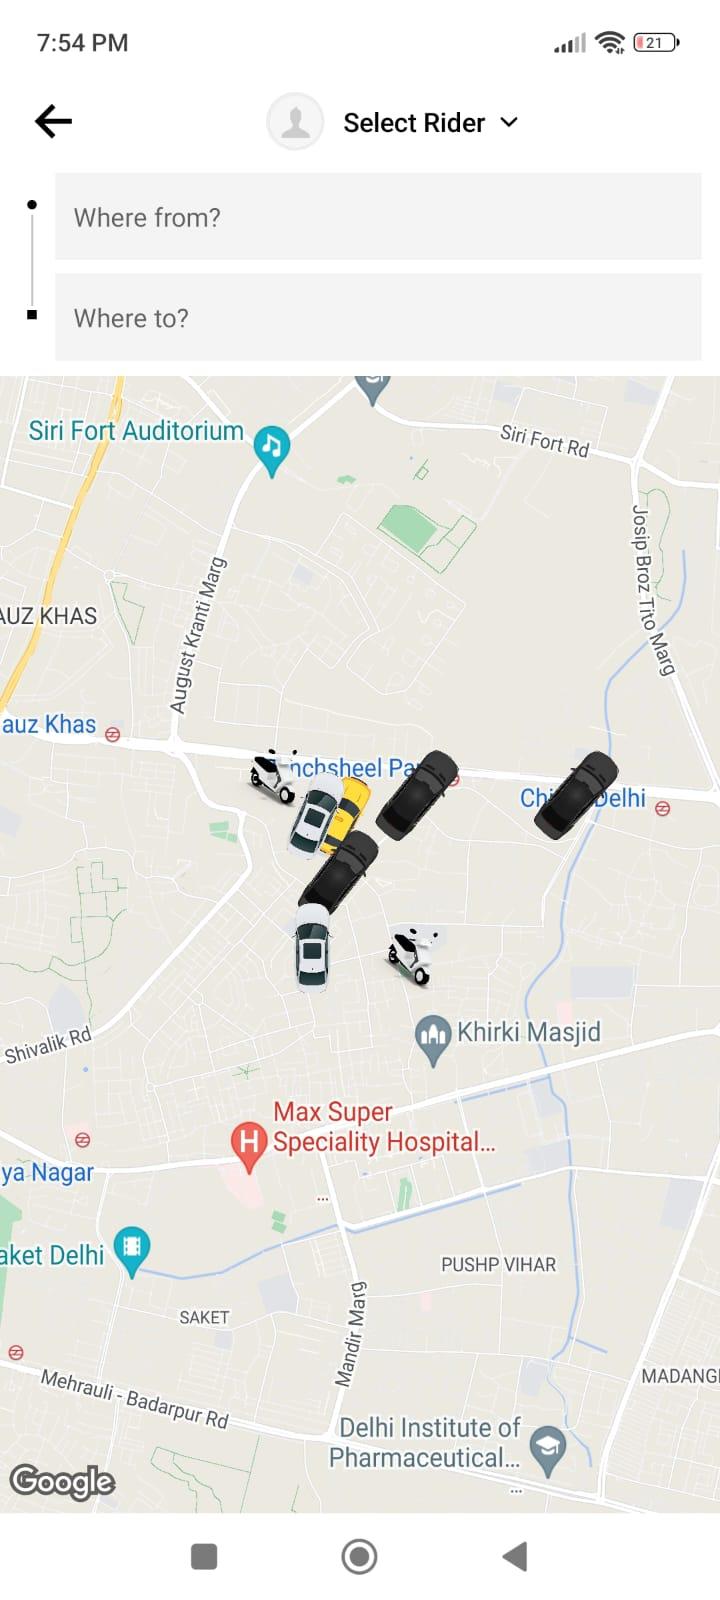 7:54 PM
21
Select Rider
Where from?
Where to?
Siri Fort Auditorium
Siri Fort Rd
Josip Broz Tito Marg
August Kranti Marg
AUZ KHAS
auz Khas
nchsheel Pa
Chi Delhi
Shivalik Rd
Khirki Masjid
Max Super
Speciality Hospital...
ya Nagar
aket Delhi
PUSHP VIHAR
SAKET
Mandir Marg
MADANGI
Mehrauli - Badarpur Rd
Delhi Institute of
Pharmaceutical...
Google